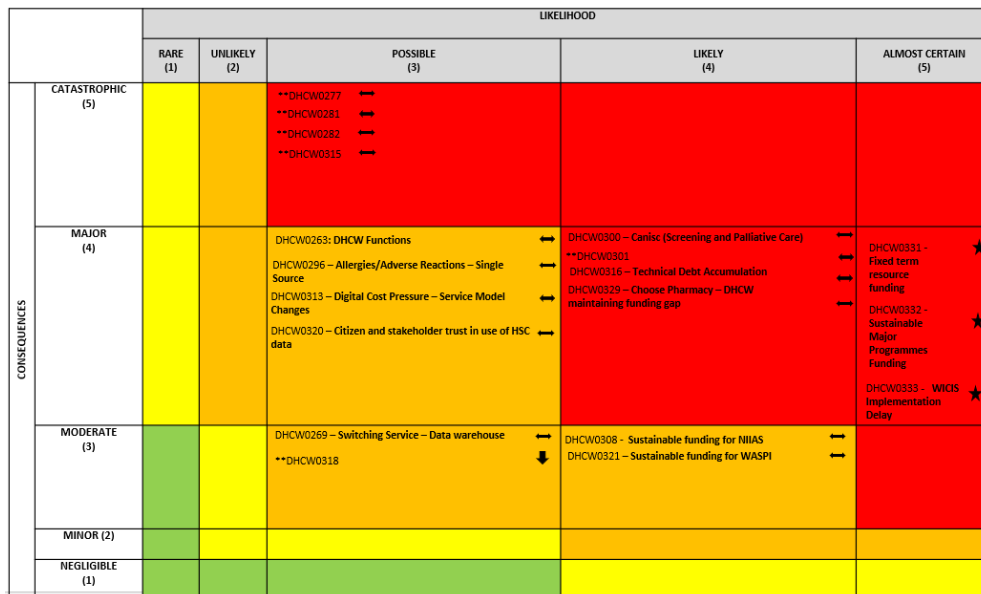 LIKELIHOOD
RARE
(1)
UNLIKELY
(2)
POSSIBLE
(3)
LIKELY
(4)
ALMOST CERTAIN
(5)
CONSEQUENCES
CATASTROPHIC
(5)
**DHCW0277
**DHCW0281
**DHCW0282
**DHCW0315
MAJOR
(4)
DHCW0263: DHCW Functions
DHCW0296 – Allergies/Adverse Reactions – Single
Source
DHCW0313 – Digital Cost Pressure – Service Model
Changes
DHCW0320 – Citizen and stakeholder trust in use of HSC
data
DHCW0300 – Canisc (Screening and Palliative Care)
**DHCW0301
DHCW0316 – Technical Debt Accumulation
DHCW0329 – Choose Pharmacy – DHCW
maintaining funding gap
DHCW0331 -
Fixed term
resource
funding
DHCW0332 -
Sustainable
Major
Programmes
Funding
DHCW0333 - WICIS
Implementation
Delay
MODERATE
(3)
DHCW0269 – Switching Service – Data warehouse
**DHCW0318
DHCW0308 - Sustainable funding for NIIAS
DHCW0321 – Sustainable funding for WASPI
MINOR (2)
NEGLIGIBLE
(1)